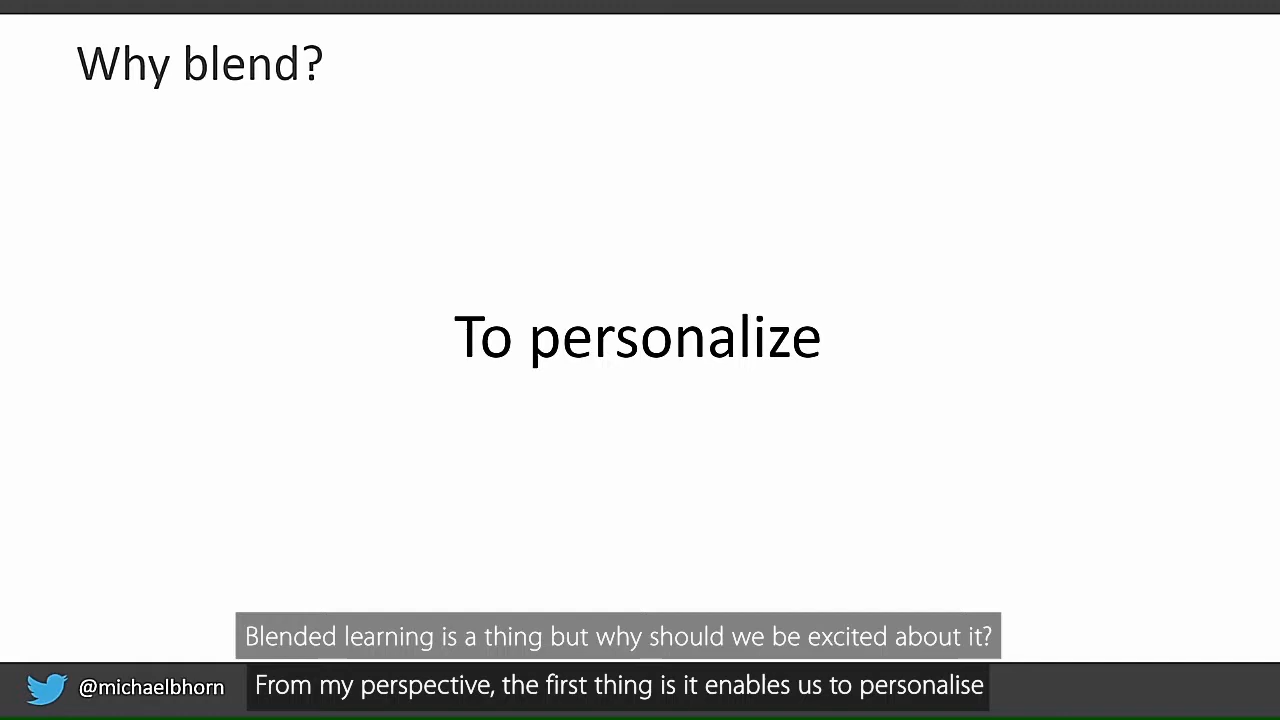 Why blend?
To personalize
Blended learning is a thing but why should we be excited about it?
@michaelbhorn
From my perspective, the first thing is it enables us to personalise